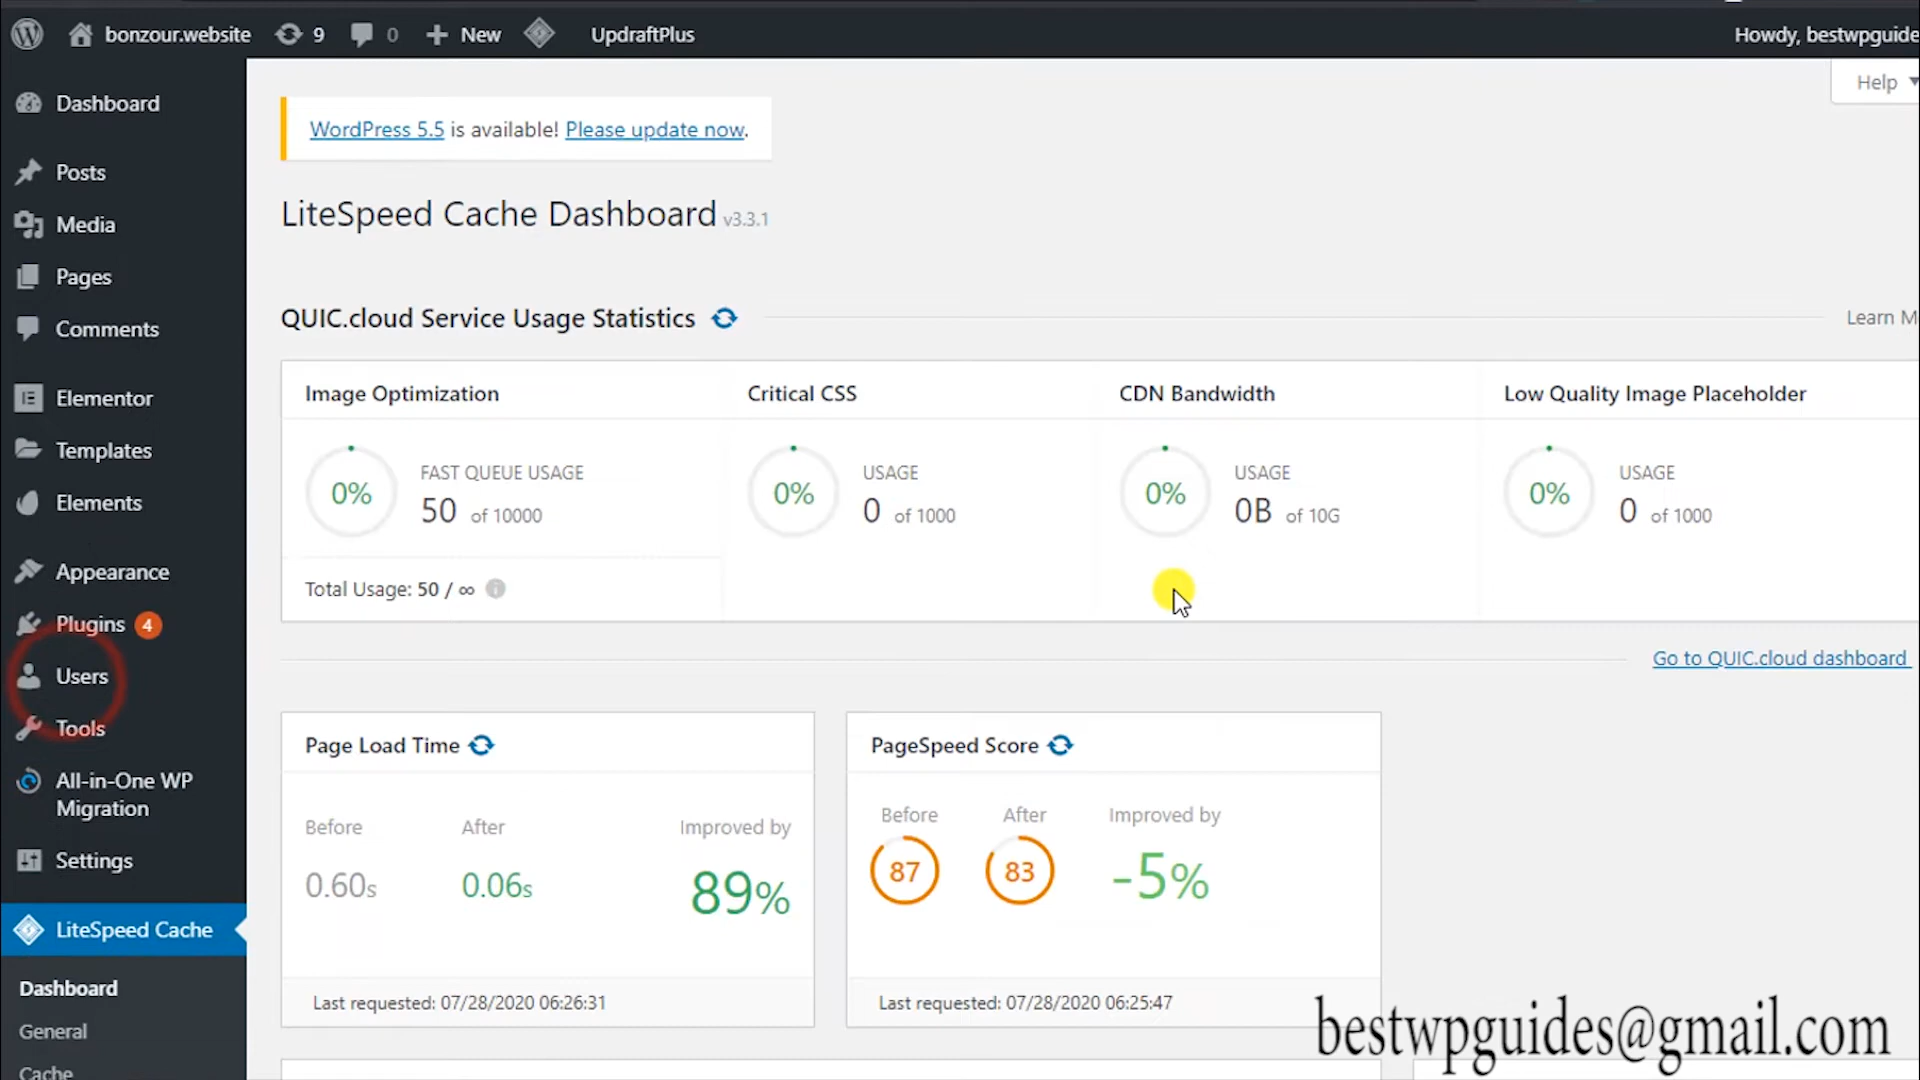 bonzour.website 9 0 New UpdraftPlus Howdy, bestwpguide
Help
Dashboard
Posts
Media
Pages
Comments
Elementor
Templates
Elements
Appearance
Plugins 4
Users
Tools
All-in-One WP
Migration
Settings
LiteSpeed Cache
Dashboard
General
Cache
WordPress 5.5 is available! Please update now.
LiteSpeed Cache Dashboard v3.3.1
QUIC.cloud Service Usage Statistics
Learn M
Image Optimization
0%
FAST QUEUE USAGE
50 of 10000
Total Usage: 50 / ∞
Critical CSS
0%
USAGE
0 of 1000
CDN Bandwidth
0%
USAGE
0B of 10G
Low Quality Image Placeholder
0%
USAGE
0 of 1000
Go to QUIC.cloud dashboard
Page Load Time
Before After Improved by
0.60s 0.06s 89%
Last requested: 07/28/2020 06:26:31
PageSpeed Score
Before After Improved by
87 83 -5%
Last requested: 07/28/2020 06:25:47
bestwpguides@gmail.com